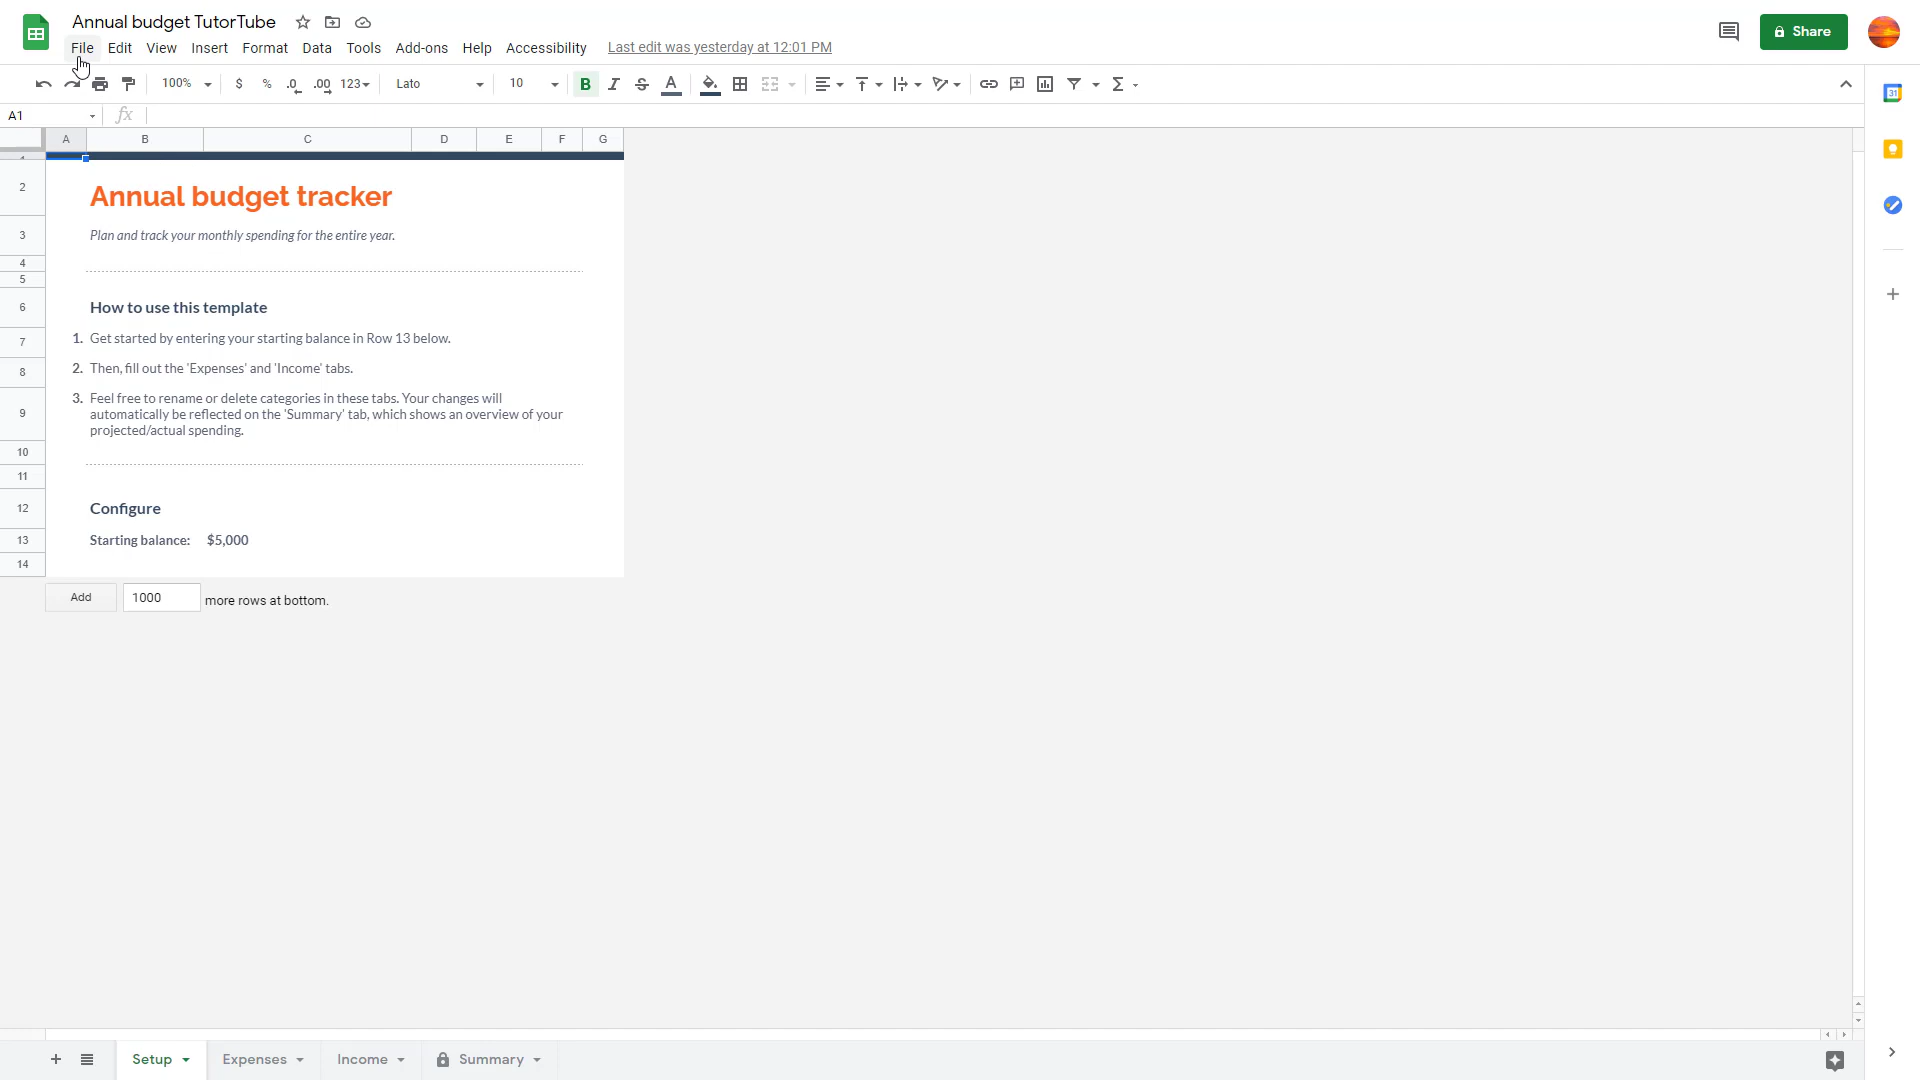 Annual budget TutorTube
File Edit View Insert Format Data Tools Add-ons Help Accessibility Last edit was yesterday at 12:01 PM
Share
100% $ % .0 .00 123 Lato 10 B I S A Σ
31
A1 fx
A B C D E F G
1
2 Annual budget tracker
3 Plan and track your monthly spending for the entire year.
4
5
6 How to use this template
7 1. Get started by entering your starting balance in Row 13 below.
8 2. Then, fill out the 'Expenses' and 'Income' tabs.
3. Feel free to rename or delete categories in these tabs. Your changes will
9 automatically be reflected on the 'Summary' tab, which shows an overview of your
projected/actual spending.
10
11
12 Configure
13 Starting balance: $5,000
14
Add 1000 more rows at bottom.
Setup Expenses Income Summary